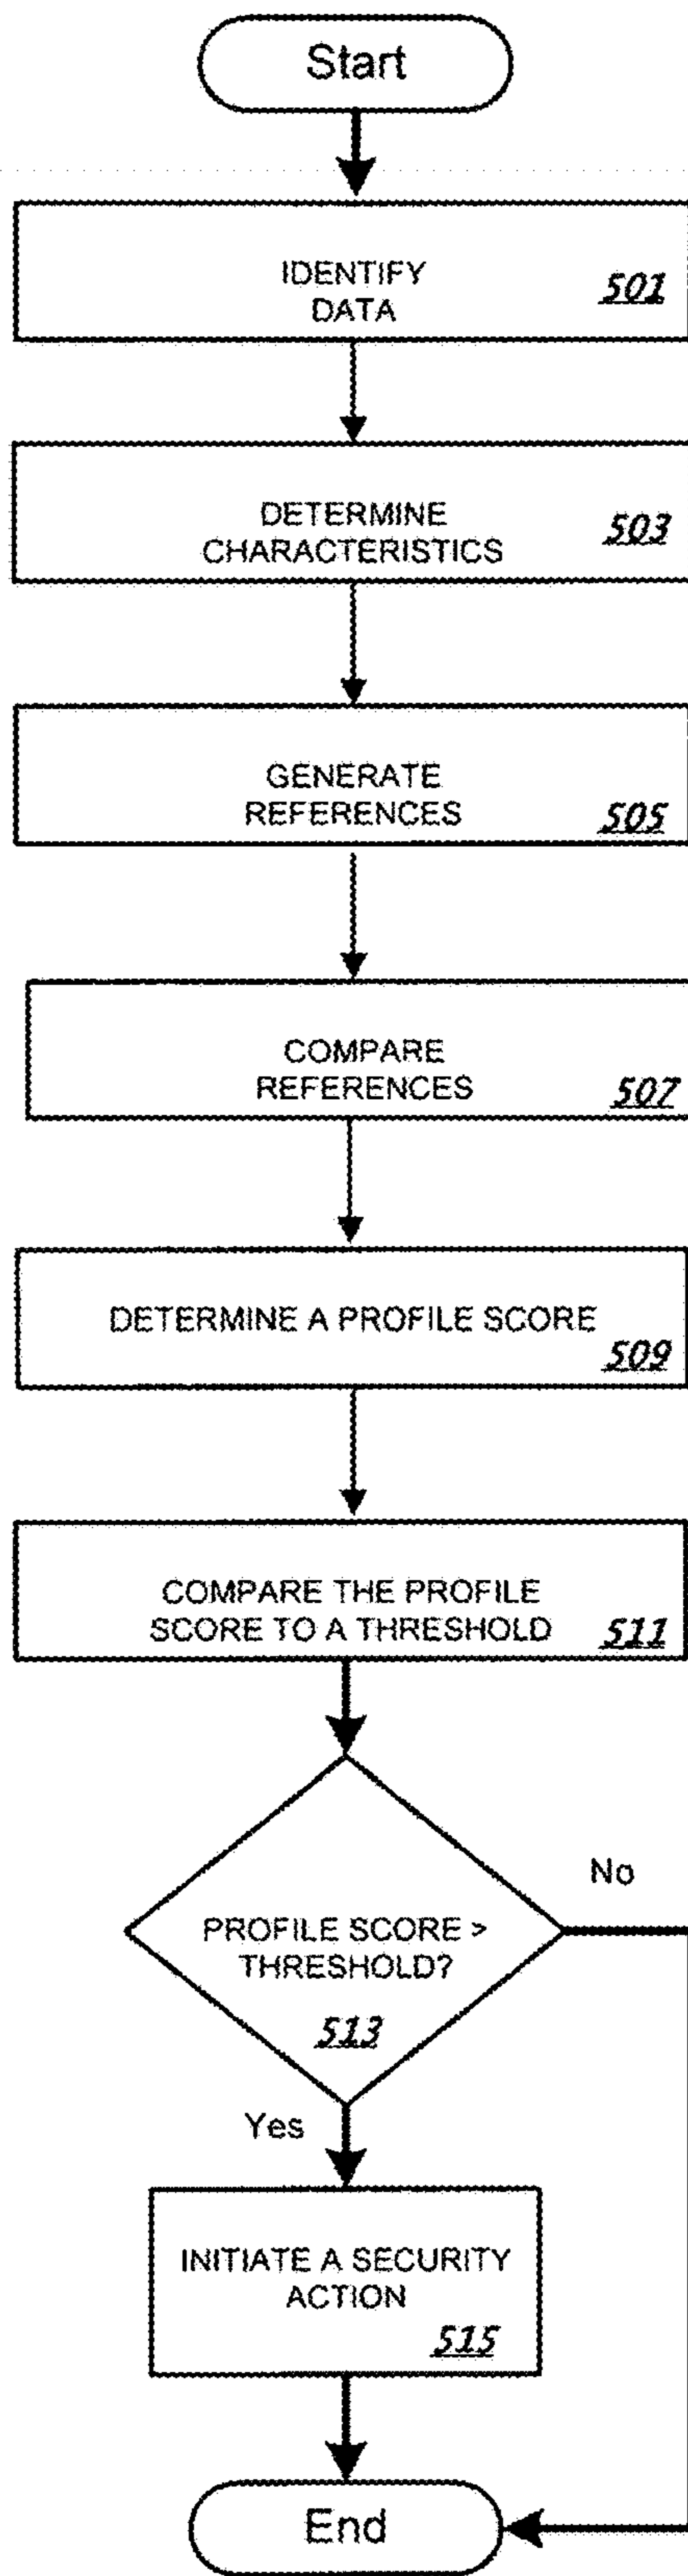 Start
IDENTIFY
DATA
501
DETERMINE
CHARACTERISTICS
503
GENERATE
REFERENCES
505
COMPARE
REFERENCES
507
DETERMINE A PROFILE SCORE
509
COMPARE THE PROFILE
SCORE TO A THRESHOLD
511
No
PROFILE SCORE >
THRESHOLD?
513
Yes
INITIATE A SECURITY
ACTION
515
End